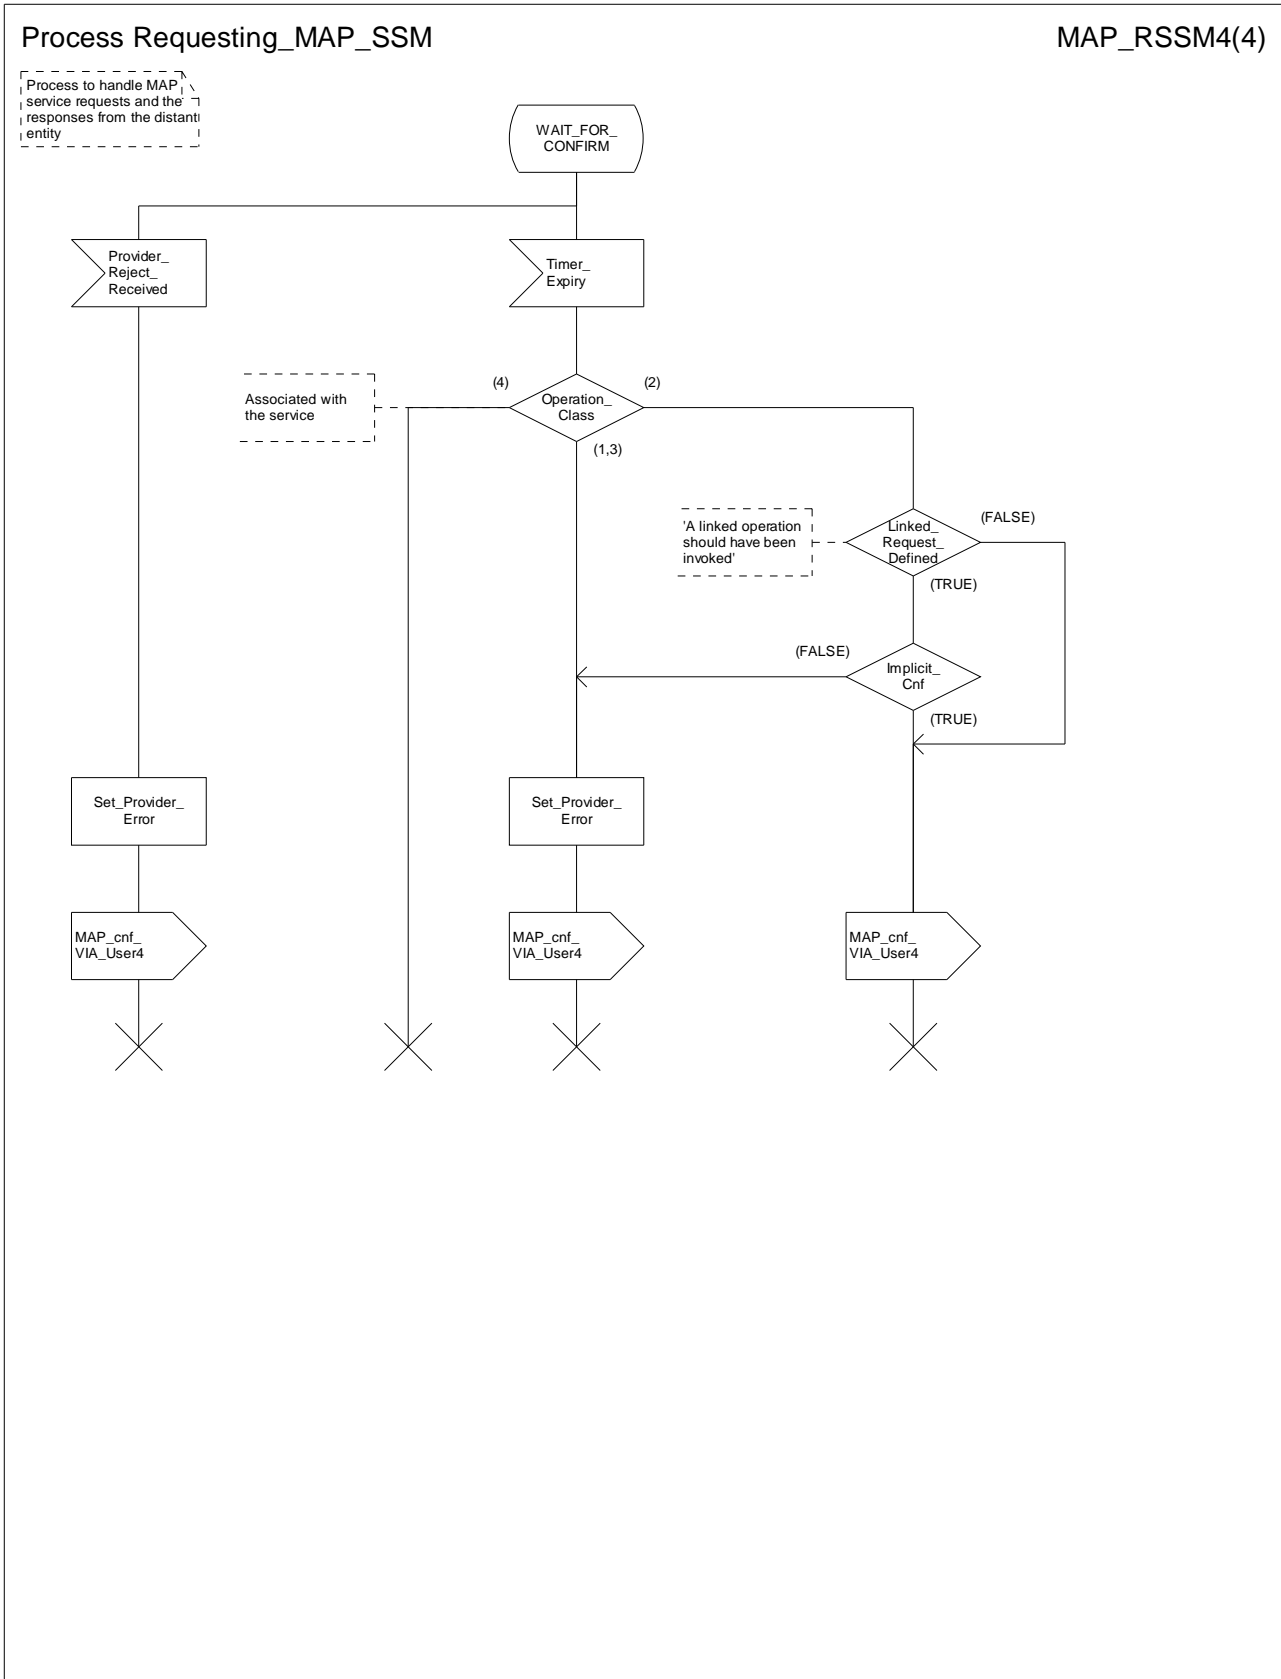 Process Requesting_MAP_SSM
MAP_RSSM4(4)
Process to handle MAP
service requests and the
responses from the distant
entity
WAIT_FOR_
CONFIRM
Provider_
Reject_
Received
Timer_
Expiry
Associated with
the service
(4)
Operation_
Class
(2)
(1,3)
'A linked operation
should have been
invoked'
Linked_
Request_
Defined
(FALSE)
(TRUE)
(FALSE)
Implicit_
Cnf
(TRUE)
Set_Provider_
Error
Set_Provider_
Error
MAP_cnf_
VIA_User4
MAP_cnf_
VIA_User4
MAP_cnf_
VIA_User4